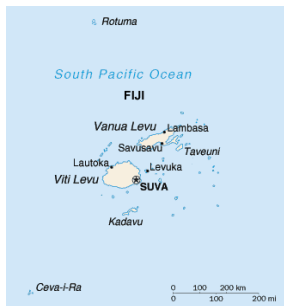 Rotuma
South Pacific Ocean
FIJI
Vanua Levu
Lambasa
Savusavu
Taveuni
Lautoka
Levuka
Viti Levu
SUVA
Kadavu
Ceva-i-Ra
0 100 200 km
0 100 200 mi